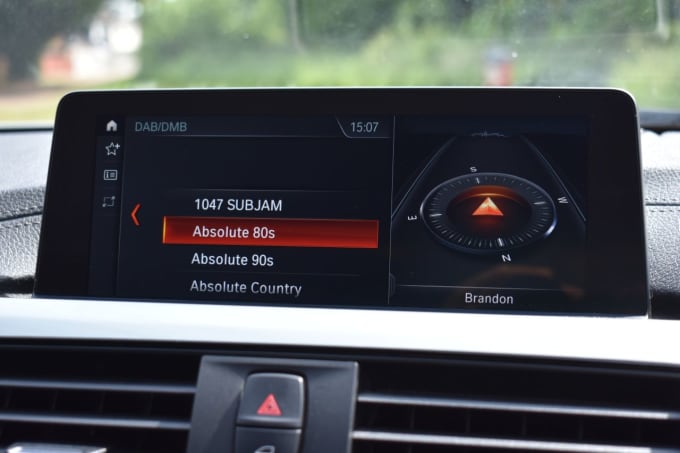 DAB/DMB
15:07
1047 SUBJAM
Absolute 80s
Absolute 90s
Absolute Country
S
E
W
N
Brandon